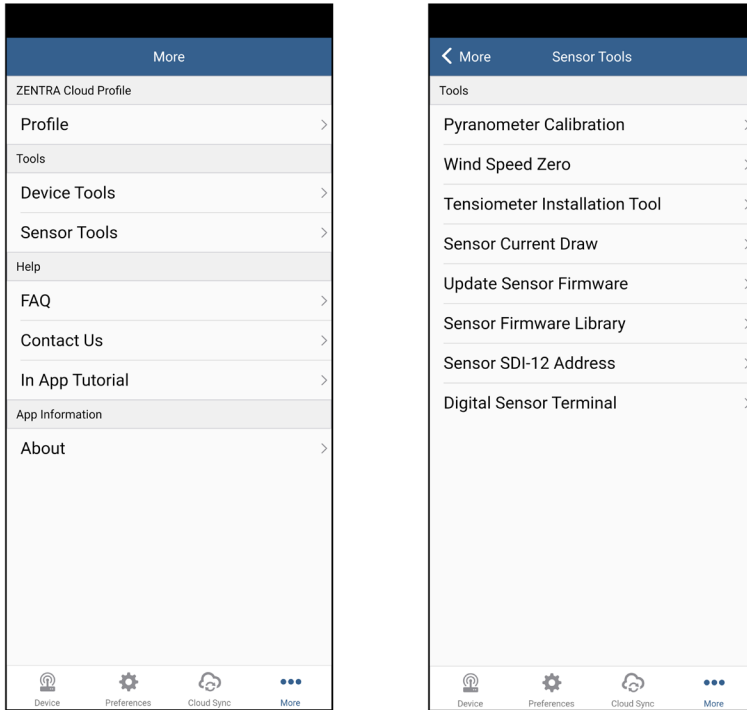 More
ZENTRA Cloud Profile
Profile
Tools
Device Tools
Sensor Tools
Help
FAQ
Contact Us
In App Tutorial
App Information
About
Device
Preferences
Cloud Sync
More
More
Sensor Tools
Tools
Pyranometer Calibration
Wind Speed Zero
Tensiometer Installation Tool
Sensor Current Draw
Update Sensor Firmware
Sensor Firmware Library
Sensor SDI-12 Address
Digital Sensor Terminal
Device
Preferences
Cloud Sync
More